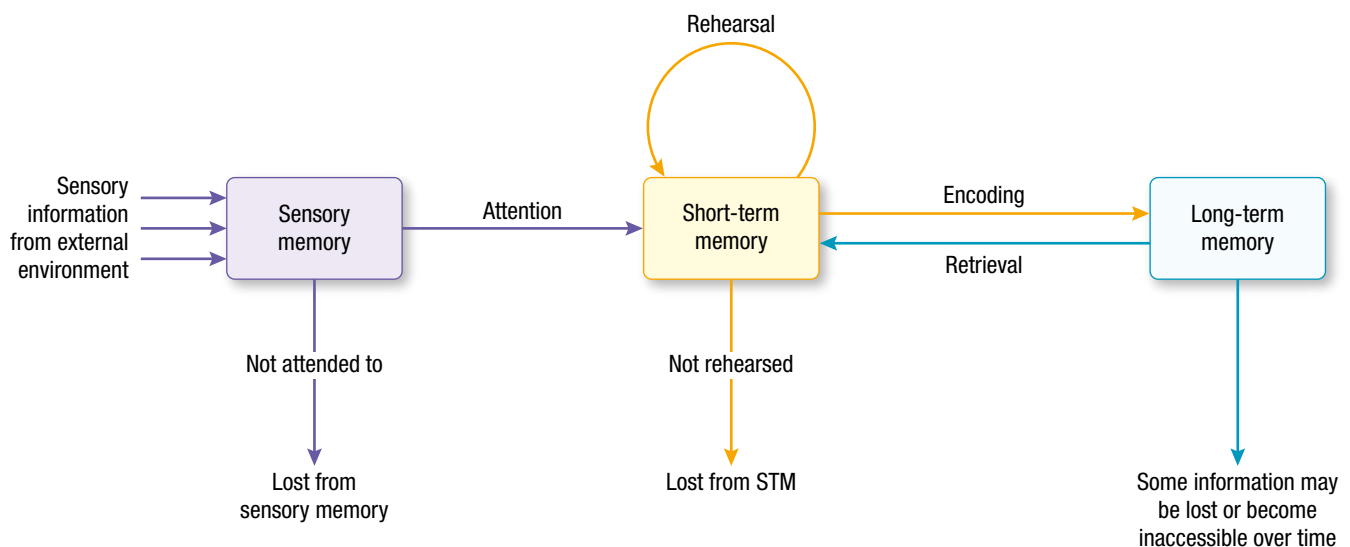 Rehearsal
Sensory
information
from external
environment
Sensory
memory
Attention
Short-term
memory
Encoding
Retrieval
Long-term
memory
Not attended to
Not rehearsed
Lost from
sensory memory
Lost from STM
Some information may
be lost or become
inaccessible over time